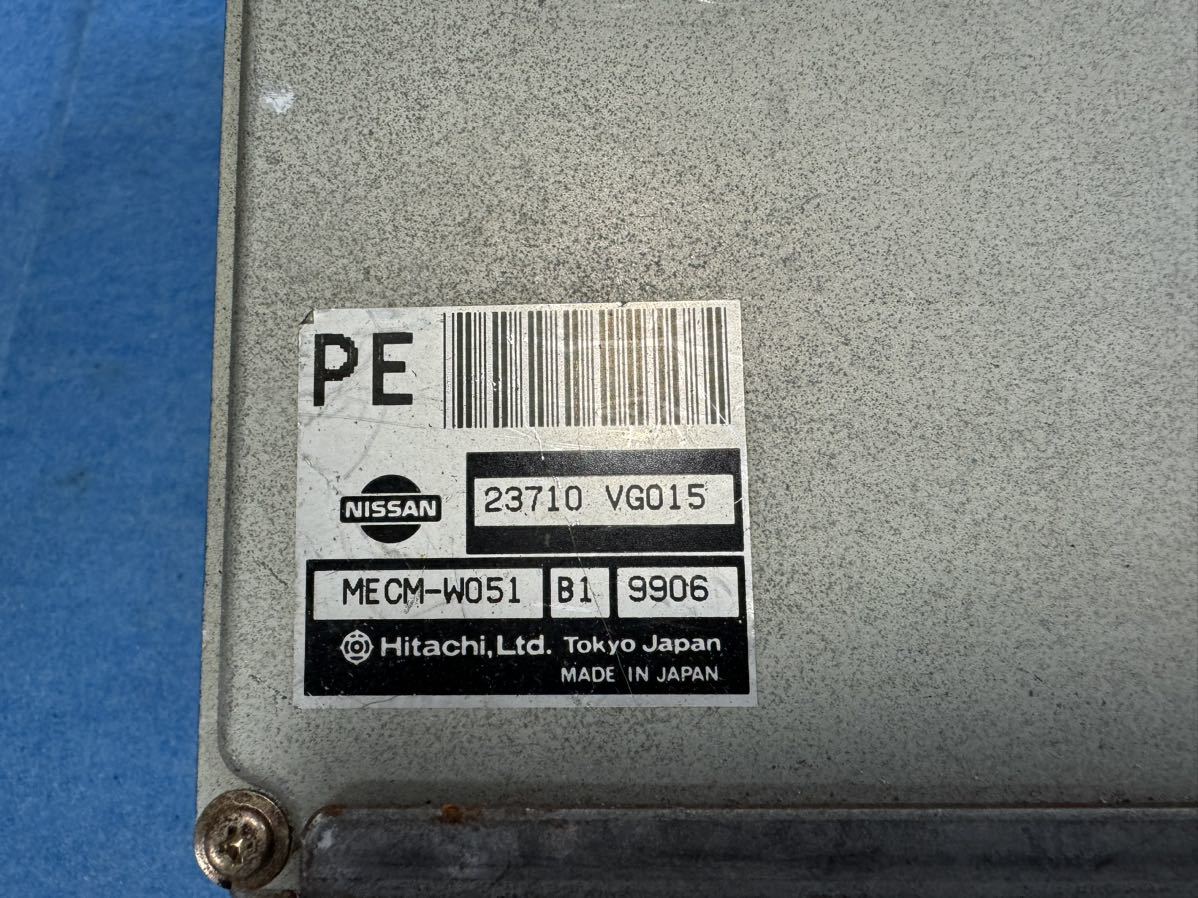 PE
NISSAN
23710 VG015
MECM-W051 B1 9906
Hitachi, Ltd. Tokyo Japan
MADE IN JAPAN